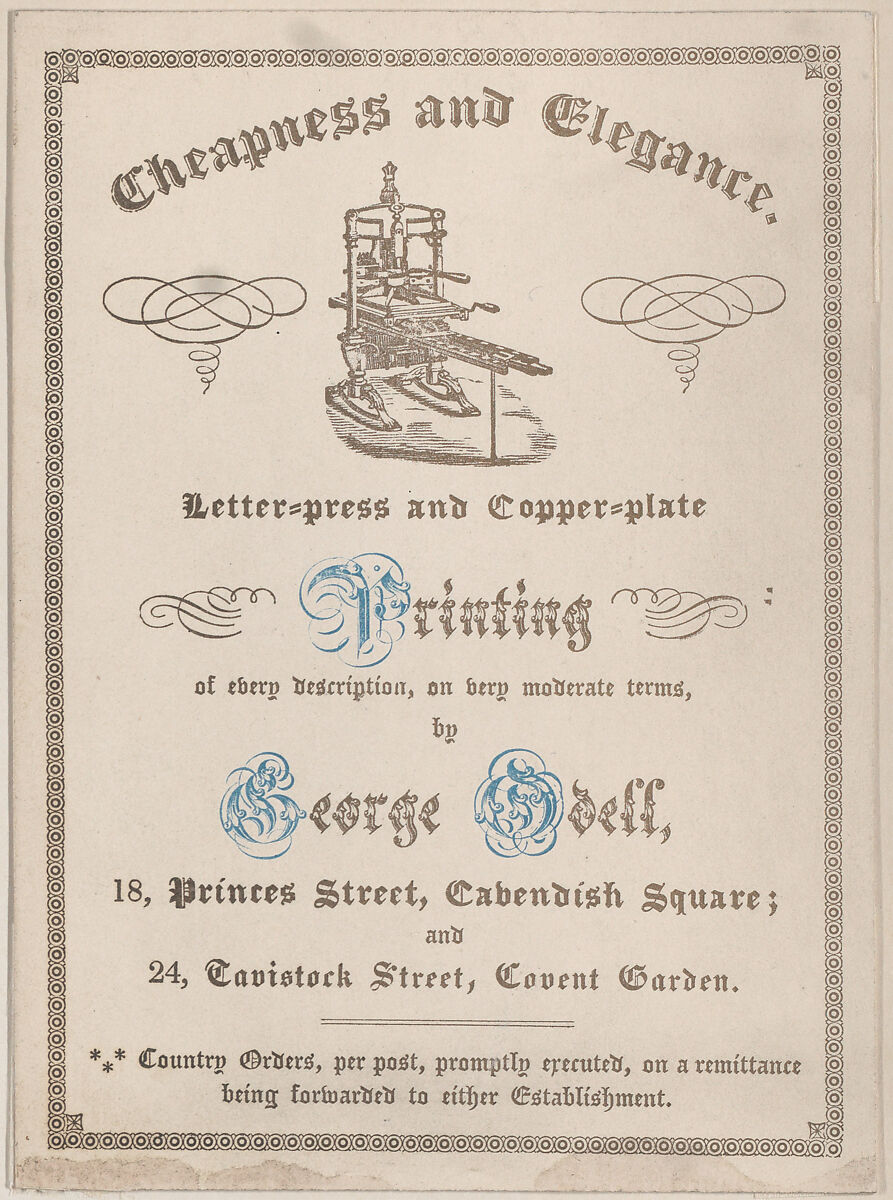 Cheapness and Elegance.
Letter=press and Copper=plate
Printing
of every description, on very moderate terms,
by
George Odell,
18, Princes Street, Cavendish Square;
and
24, Tavistock Street, Covent Garden.
*⁎* Country Orders, per post, promptly executed, on a remittance
being forwarded to either Establishment.